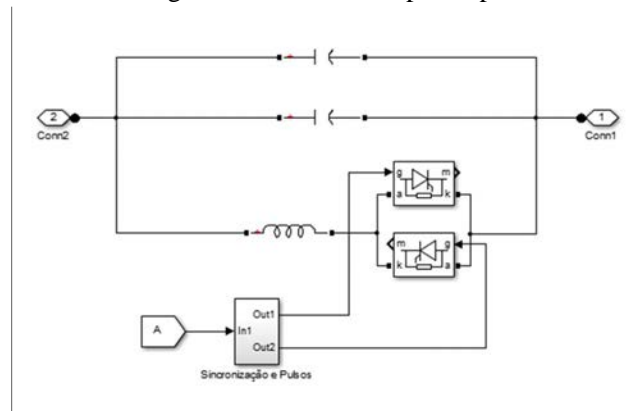 2
Conn2
1
Conn1
g m
a k
m g
k a
A
In1
Out1
Out2
Sincronização e Pulsos